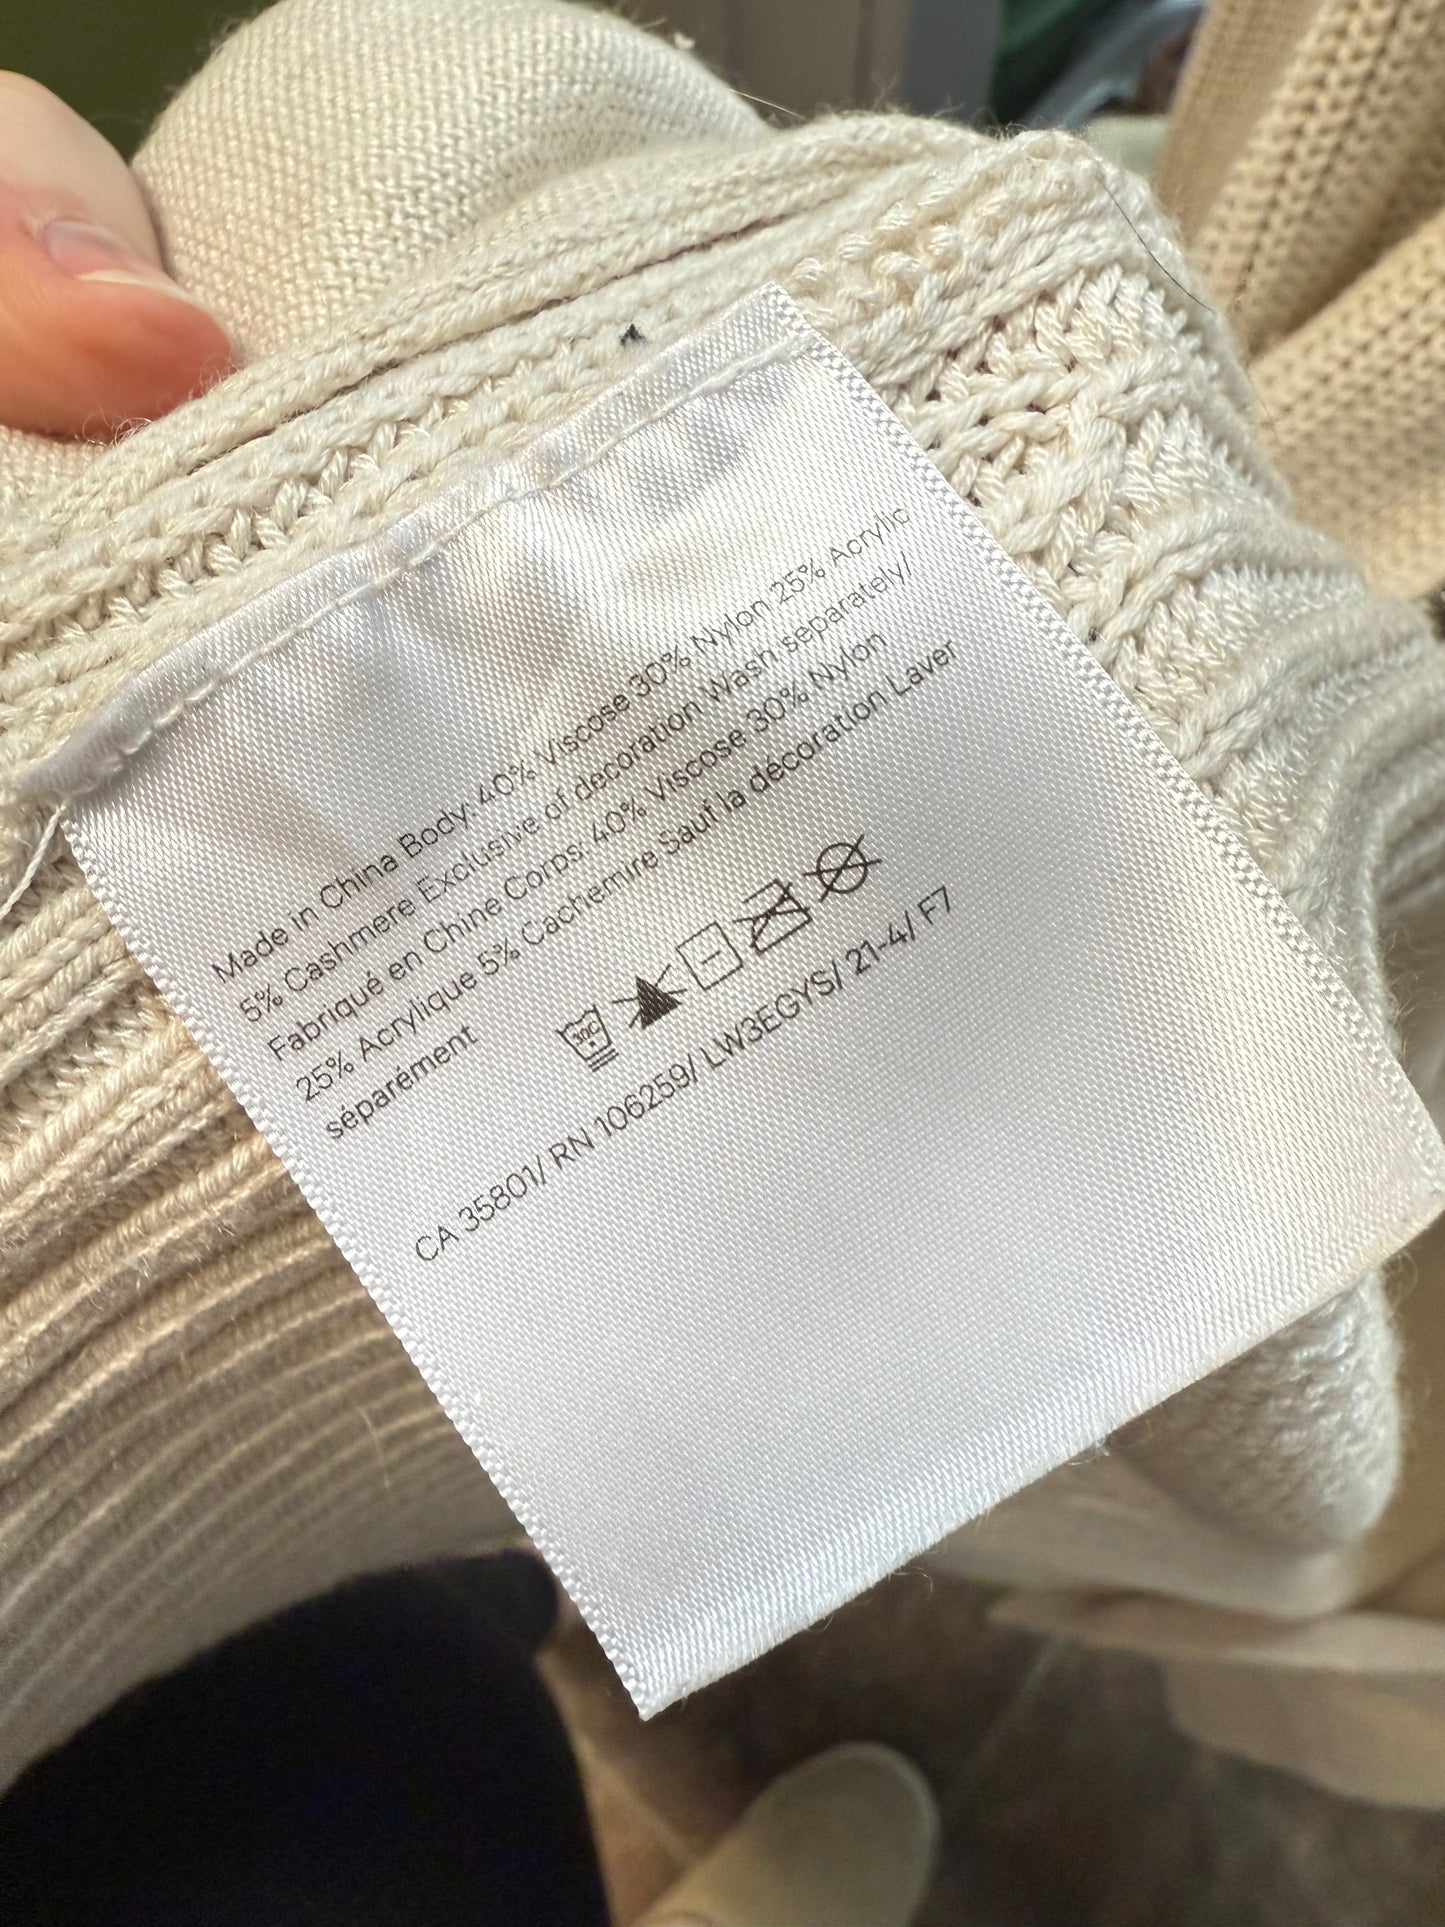 Made in China Body: 40% Viscose 30% Nylon 25% Acrylic
5% Cashmere Exclusive of decoration Wash separately/
Fabriqué en Chine Corps: 40% Viscose 30% Nylon
25% Acrylique 5% Cachemire Sauf la décoration Laver
séparément
30C
CA 35801/ RN 106259/ LW3EGYS/ 21-4/ F7